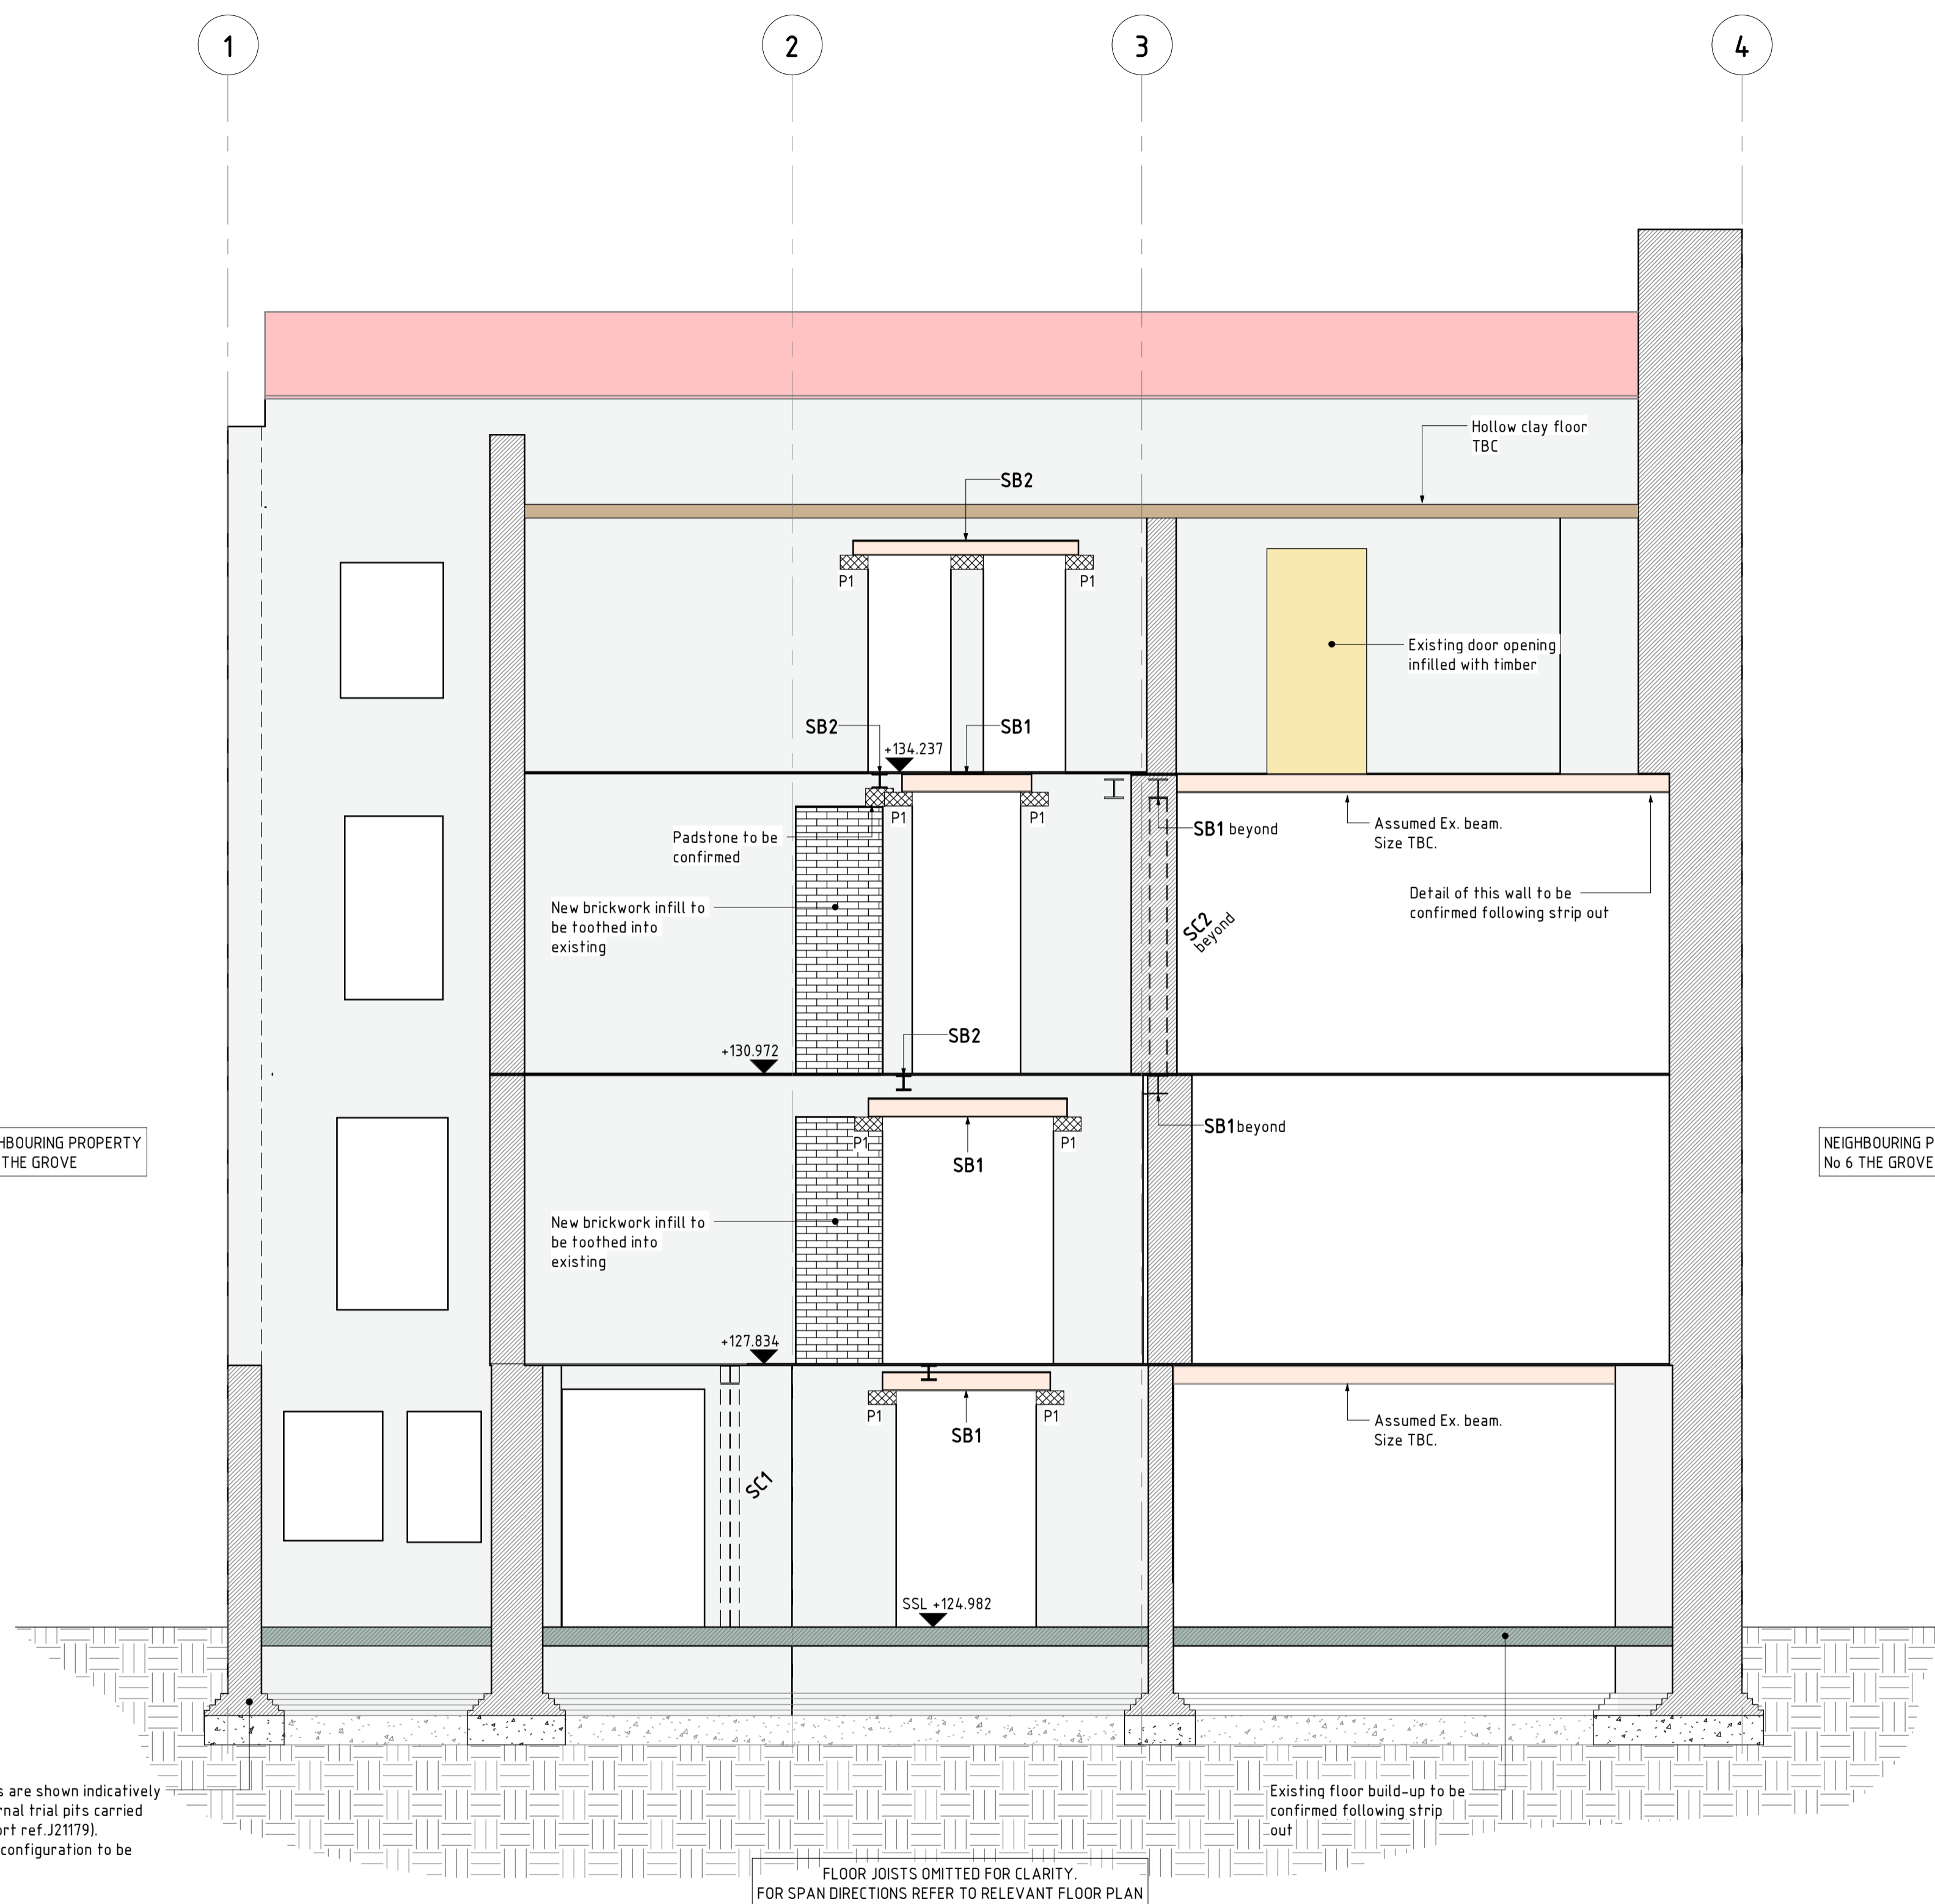 1
2
3
4
Hollow clay floor
TBC
SB2
P1
P1
Existing door opening
infilled with timber
SB2
SB1
+134.237
P1
P1
Padstone to be
confirmed
SB1 beyond
Assumed Ex. beam.
Size TBC.
Detail of this wall to be
confirmed following strip out
New brickwork infill to
be toothed into
existing
SC2
beyond
SB2
+130.972
P1
P1
SB1
SB1 beyond
HBOURING PROPERTY
THE GROVE
NEIGHBOURING P
No 6 THE GROVE
New brickwork infill to
be toothed into
existing
+127.834
P1
P1
SB1
Assumed Ex. beam.
Size TBC.
SC1
SSL +124.982
s are shown indicatively
rnal trial pits carried
ort ref.J21179).
configuration to be
Existing floor build-up to be
confirmed following strip
out
FLOOR JOISTS OMITTED FOR CLARITY.
FOR SPAN DIRECTIONS REFER TO RELEVANT FLOOR PLAN